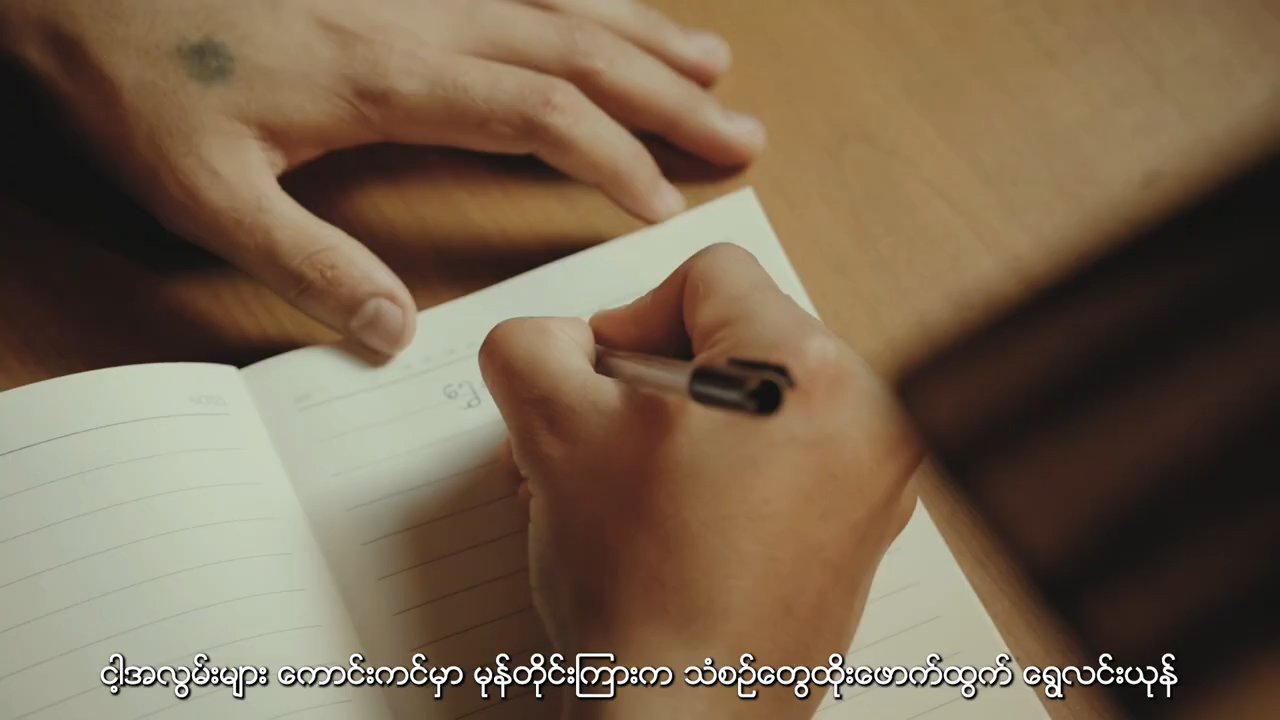 ငှါ့အလွမ်းများ ကောင်းကင်မှာ မုန်တိုင်းကြားက သံစဉ်တွေထိုးဖောက်ထွက် ရွှေလင်းယုန်